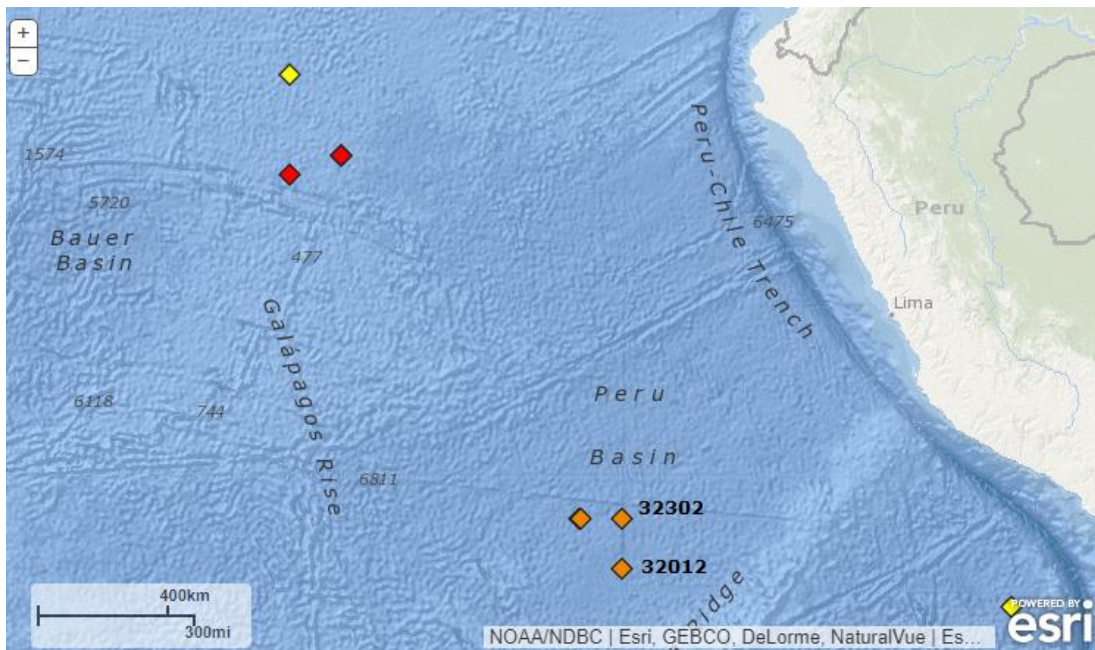 +
−
1574
5720
Bauer
Basin
477
Galápagos Rise
6118
744
6811
Peru-Chile Trench
6475
Peru
Lima
Peru
Basin
32302
32012
Ridge
400km
300mi
NOAA/NDBC | Esri, GEBCO, DeLorme, NaturalVue | Es...
POWERED BY
esri